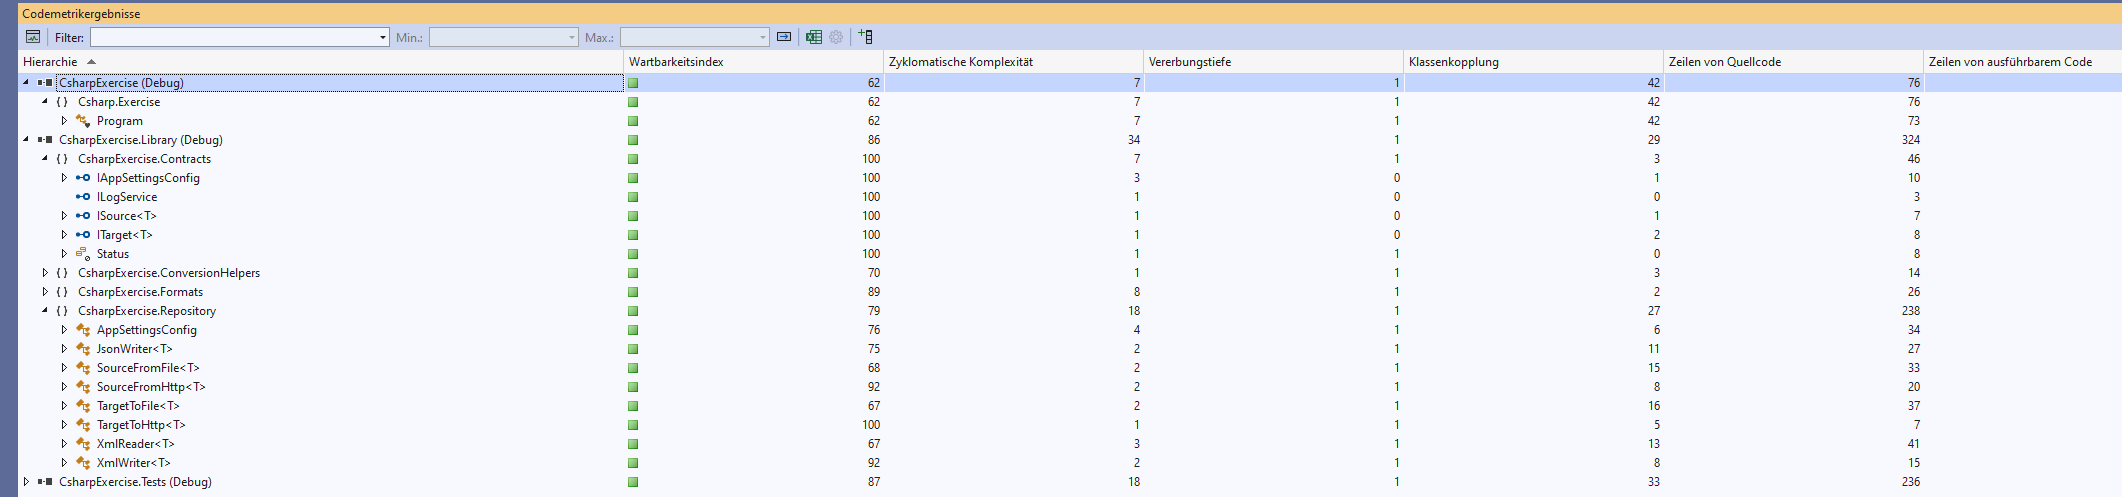 Codemetrikergebnisse
Filter: Min.: Max.:
Hierarchie Wartbarkeitsindex Zyklomatische Komplexität Vererbungstiefe Klassenkopplung Zeilen von Quellcode Zeilen von ausführbarem Code
CsharpExercise (Debug) 62 7 1 42 76
{ } Csharp.Exercise 62 7 1 42 76
Program 62 7 1 42 73
CsharpExercise.Library (Debug) 86 34 1 29 324
{ } CsharpExercise.Contracts 100 7 1 3 46
IAppSettingsConfig 100 3 0 1 10
ILogService 100 1 0 0 3
ISource<T> 100 1 0 1 7
ITarget<T> 100 1 0 2 8
Status 100 1 1 0 8
{ } CsharpExercise.ConversionHelpers 70 1 1 3 14
{ } CsharpExercise.Formats 89 8 1 2 26
{ } CsharpExercise.Repository 79 18 1 27 238
AppSettingsConfig 76 4 1 6 34
JsonWriter<T> 75 2 1 11 27
SourceFromFile<T> 68 2 1 15 33
SourceFromHttp<T> 92 2 1 8 20
TargetToFile<T> 67 2 1 16 37
TargetToHttp<T> 100 1 1 5 7
XmlReader<T> 67 3 1 13 41
XmlWriter<T> 92 2 1 8 15
CsharpExercise.Tests (Debug) 87 18 1 33 236